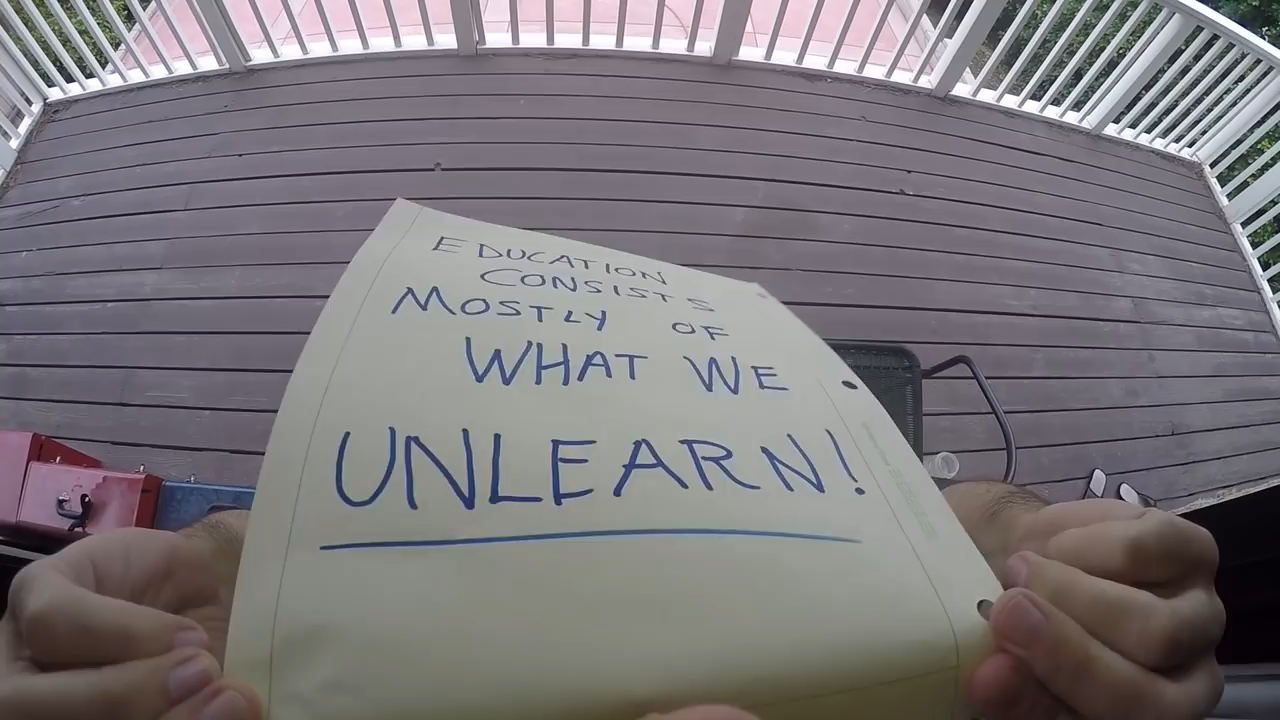 EDUCATION
CONSISTS
MOSTLY OF
WHAT WE
UNLEARN!